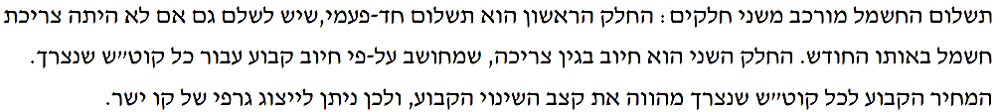 תשלום החשמל מורכב משני חלקים: החלק הראשון הוא תשלום חד-פעמי,שיש לשלם גם אם לא היתה צריכת
חשמל באותו החודש. החלק השני הוא חיוב בגין צריכה, שמחושב על-פי חיוב קבוע עבור כל קוט״ש שנצרך.
המחיר הקבוע לכל קוט״ש שנצרך מהווה את קצב השינוי הקבוע, ולכן ניתן לייצוג גרפי של קו ישר.